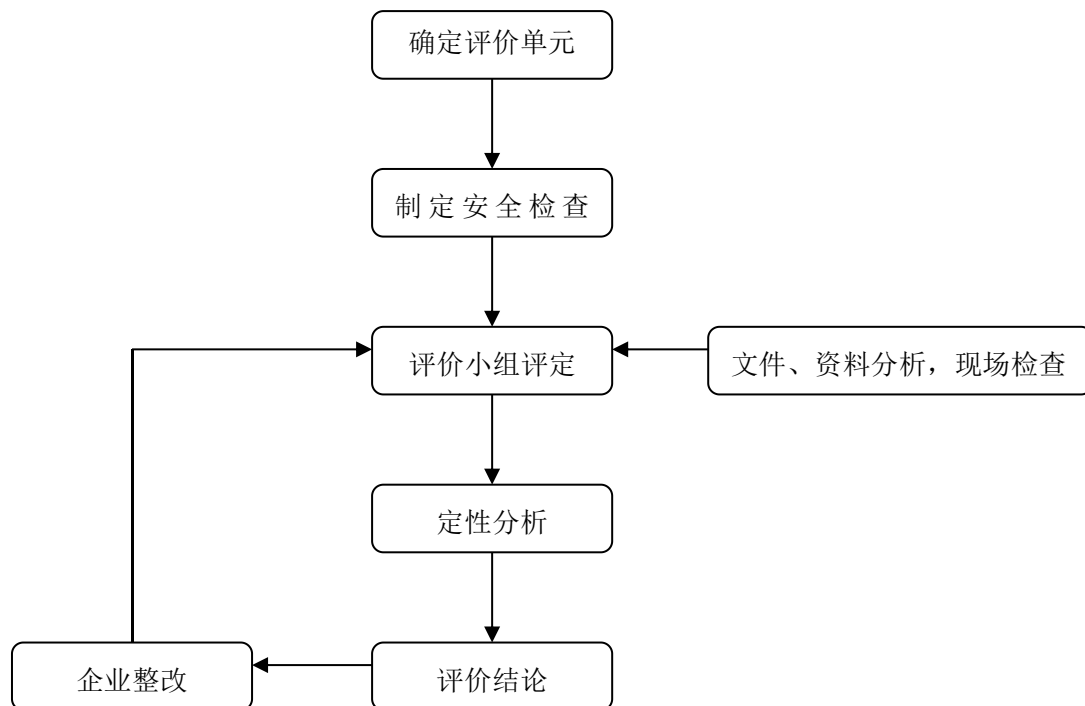 确定评价单元
制定安全检查
评价小组评定
文件、资料分析，现场检查
定性分析
企业整改
评价结论